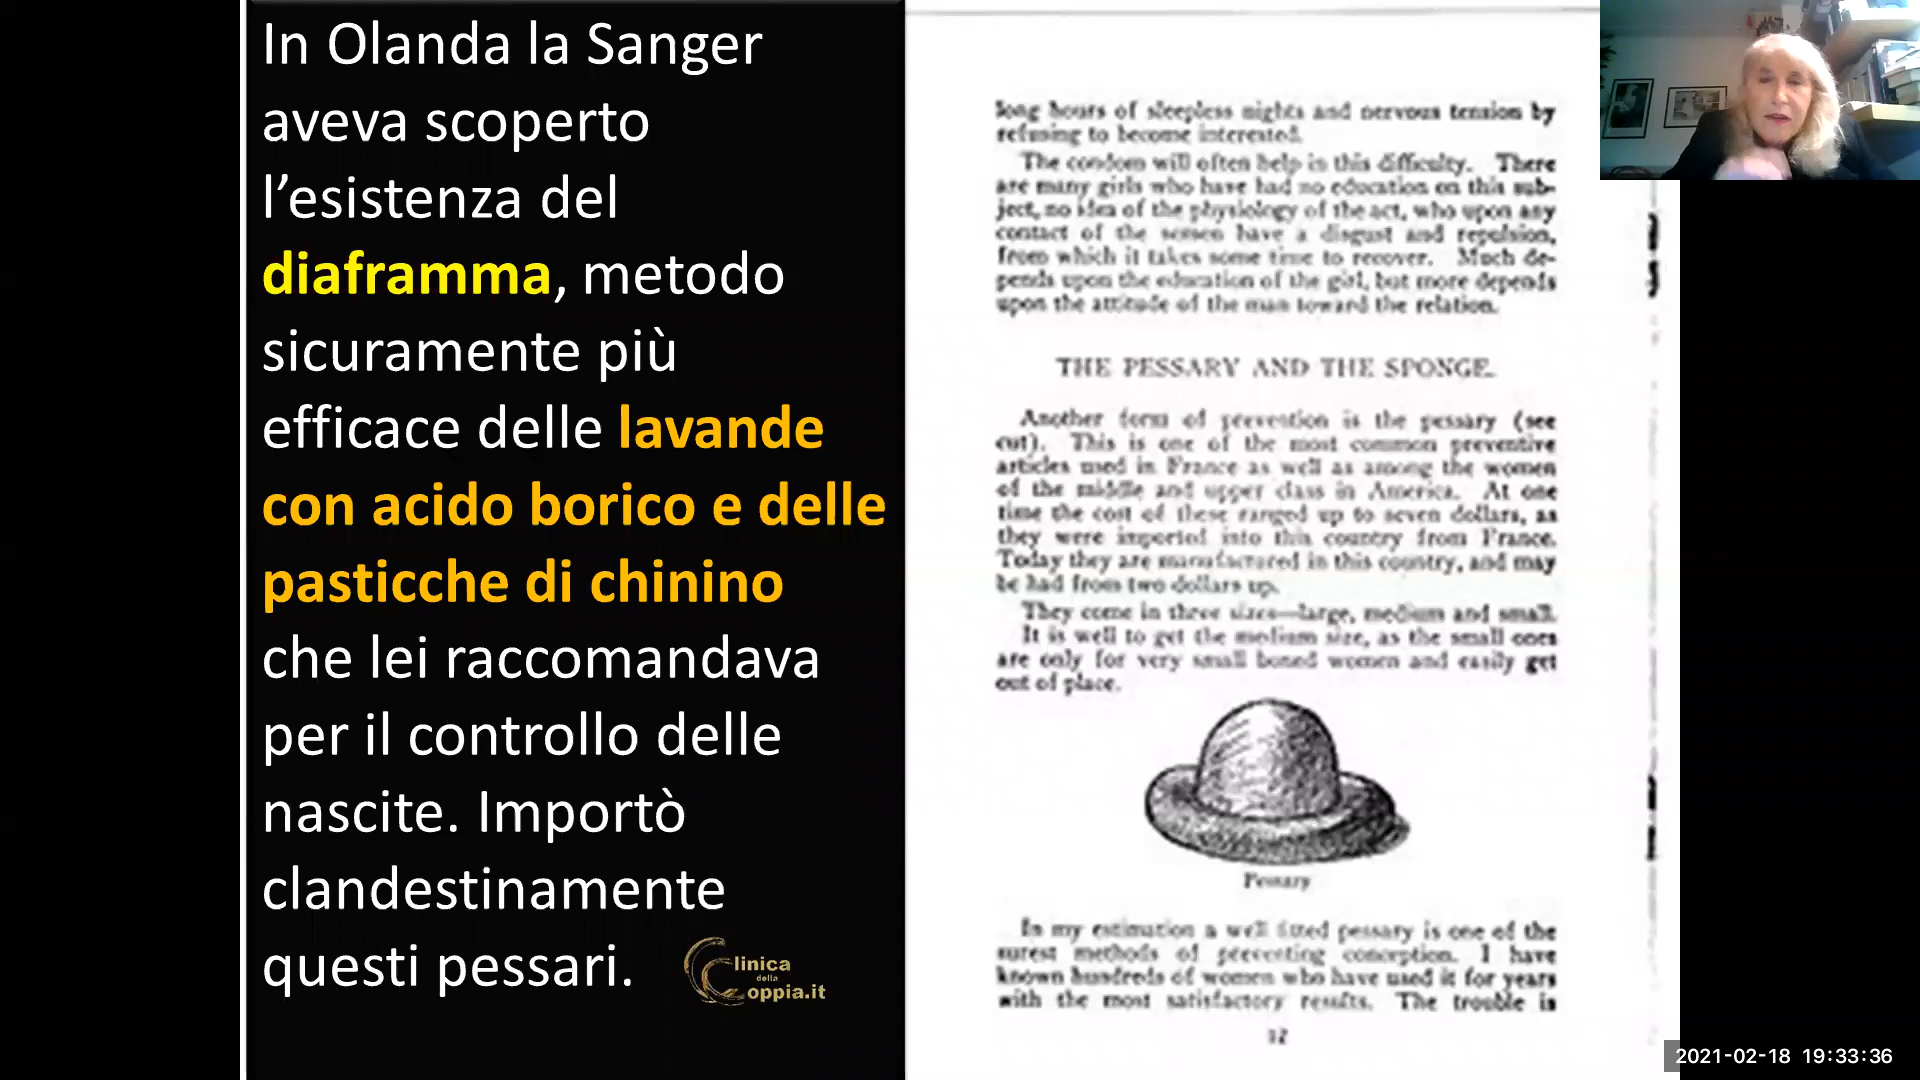 In Olanda la Sanger
aveva scoperto
l’esistenza del
diaframma, metodo
sicuramente più
efficace delle lavande
con acido borico e delle
pasticche di chinino
che lei raccomandava
per il controllo delle
nascite. Importò
clandestinamente
questi pessari.
Clinica
della
Coppia.it
long hours of sleepless nights and nervous tension by
refusing to become interested.
The condom will often help in this difficulty. There
are many girls who have had no education on this sub-
ject, no idea of the physiology of the act, who upon any
contact of the semen have a disgust and repulsion,
from which it takes some time to recover. Much de-
pends upon the education of the girl, but more depends
upon the attitude of the man toward the relation.
THE PESSARY AND THE SPONGE.
Another form of prevention is the pessary (see
cut). This is one of the most common preventive
articles used in France as well as among the women
of the middle and upper class in America. At one
time the cost of these ranged up to seven dollars, as
they were imported into this country from France.
Today they are manufactured in this country, and may
be had from two dollars up.
They come in three sizes—large, medium and small.
It is well to get the medium size, as the small ones
are only for very small boned women and easily get
out of place.
Pessary
In my estimation a well fitted pessary is one of the
surest methods of preventing conception. I have
known hundreds of women who have used it for years
with the most satisfactory results. The trouble is
12
2021-02-18 19:33:36